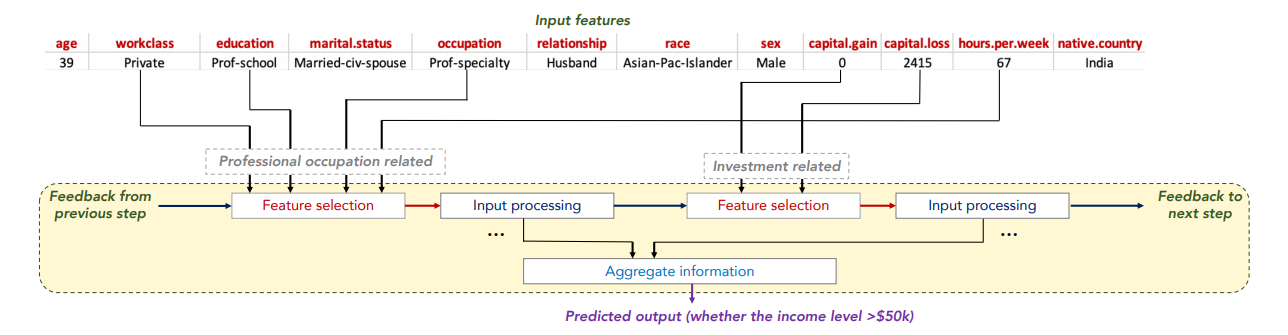 Input features
age workclass education marital.status occupation relationship race sex capital.gain capital.loss hours.per.week native.country
39 Private Prof-school Married-civ-spouse Prof-specialty Husband Asian-Pac-Islander Male 0 2415 67 India
Professional occupation related
Investment related
Feedback from
previous step
Feature selection
Input processing
Feature selection
Input processing
Feedback to
next step
...
...
Aggregate information
Predicted output (whether the income level >$50k)